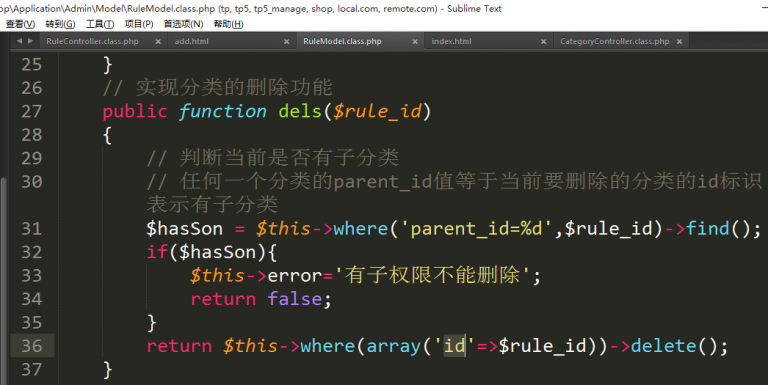 op\Application\Admin\Model\RuleModel.class.php (tp, tp5, tp5_manage, shop, local.com, remote.com) - Sublime Text
查看(V) 转到(G) 工具(T) 项目(P) 首选项(N) 帮助(H)
RuleController.class.php × add.html × RuleModel.class.php × index.html × CategoryController.class.php ×
25 }
26 // 实现分类的删除功能
27 public function dels($rule_id)
28 {
29 // 判断当前是否有子分类
30 // 任何一个分类的parent_id值等于当前要删除的分类的id标识
表示有子分类
31 $hasSon = $this->where('parent_id=%d',$rule_id)->find();
32 if($hasSon){
33 $this->error='有子权限不能删除';
34 return false;
35 }
36 return $this->where(array('id'=>$rule_id))->delete();
37 }